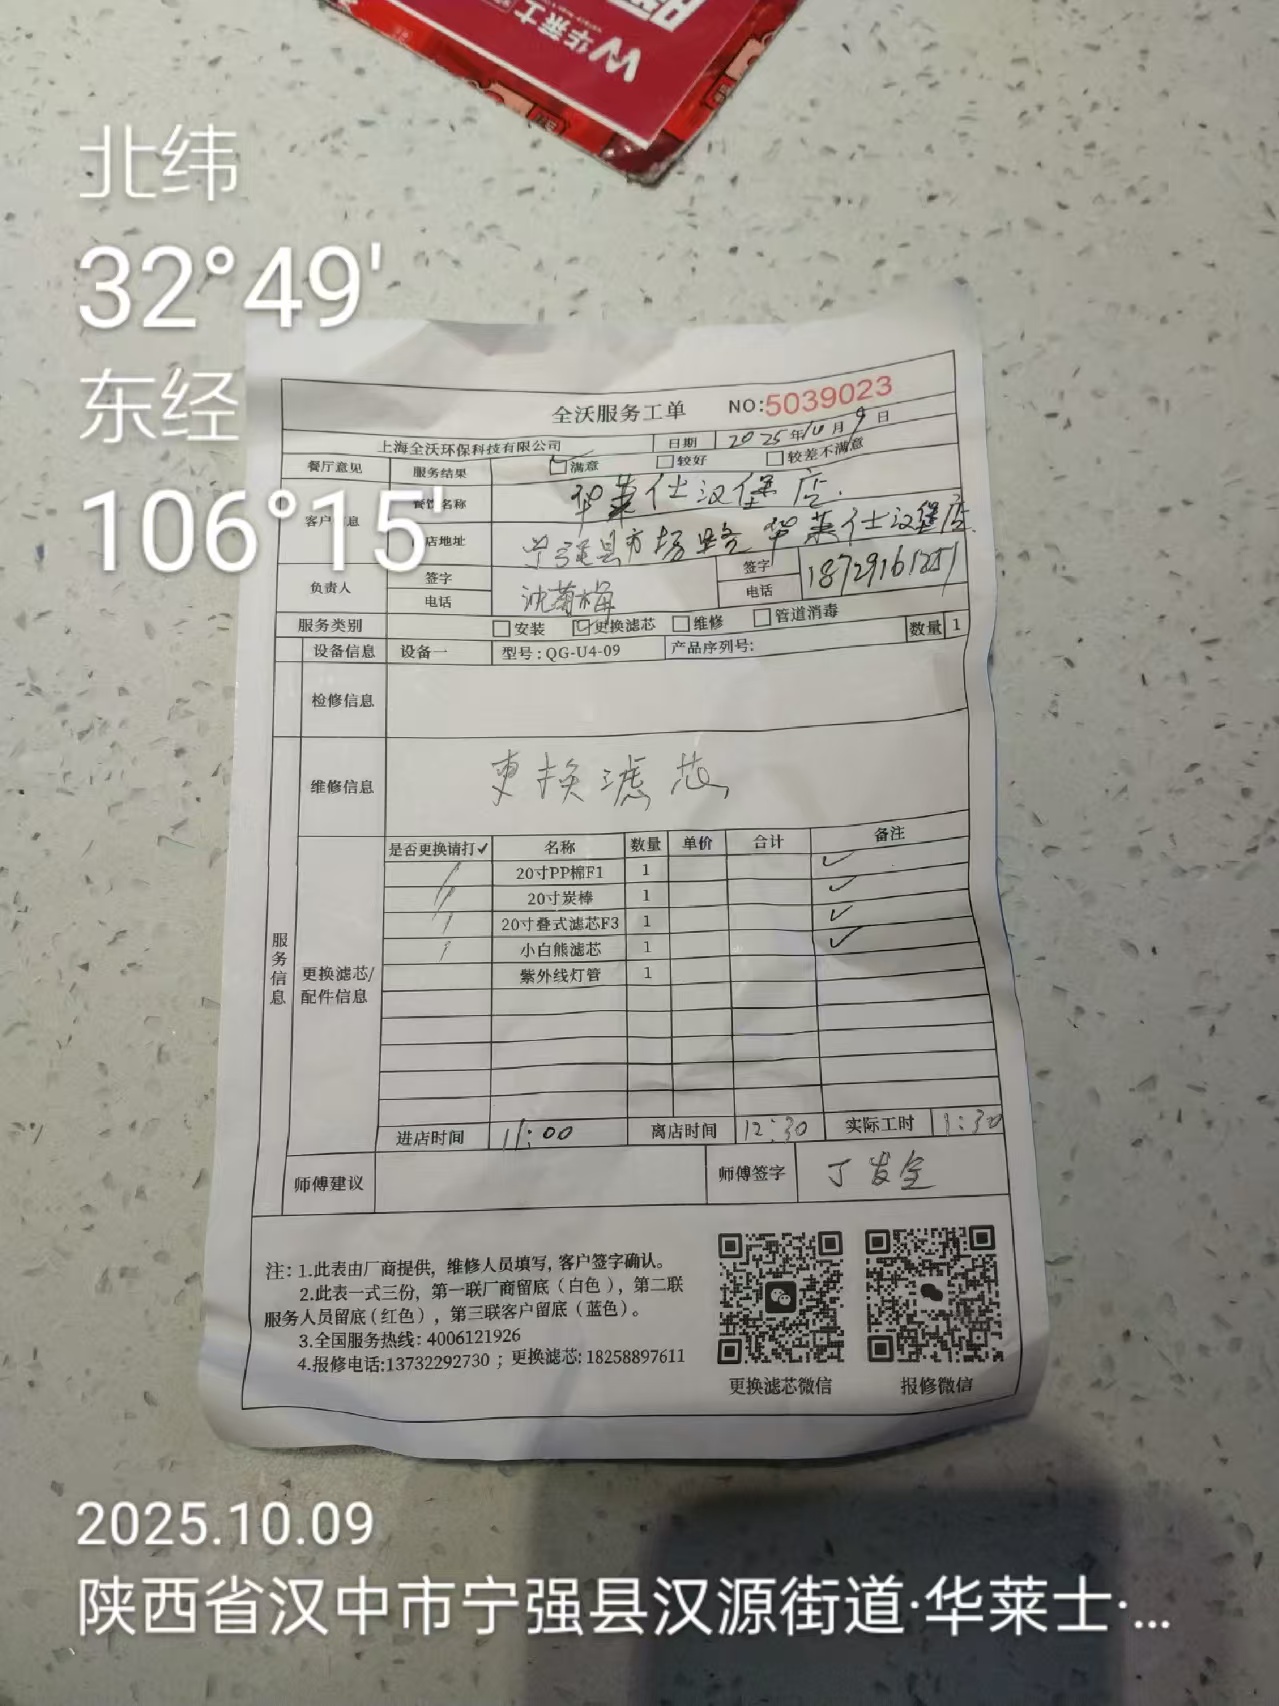 W华莱士
北纬
32°49'
东经
106°15'
全沃服务工单 NO:5039023
上海全沃环保科技有限公司 日期 2025年10月9日
餐厅意见 服务结果 满意 较好 较差不满意
客户信息 餐饮名称 华莱仕汉堡店.
店地址 宁强县市场路华莱仕汉堡店
负责人 签字 沈菊梅 签字
电话 电话
服务类别 安装 更换滤芯 维修 管道消毒
设备信息 设备一 型号:QG-U4-09 产品序列号: 数量 1
检修信息
维修信息 更换滤芯
服务信息
更换滤芯/配件信息
是否更换请打✓ 名称 数量 单价 合计 备注
20寸PP棉F1 1 ✓
20寸炭棒 1 ✓
20寸叠式滤芯F3 1 ✓
小白熊滤芯 1 ✓
紫外线灯管 1
进店时间 11:00 离店时间 12:30 实际工时 1:30
师傅建议 师傅签字 丁发全
注:1.此表由厂商提供,维修人员填写,客户签字确认。
2.此表一式三份,第一联厂商留底(白色),第二联
服务人员留底(红色),第三联客户留底(蓝色)。
3.全国服务热线:4006121926
4.报修电话:13732292730;更换滤芯:18258897611
更换滤芯微信 报修微信
2025.10.09
陕西省汉中市宁强县汉源街道·华莱士·...